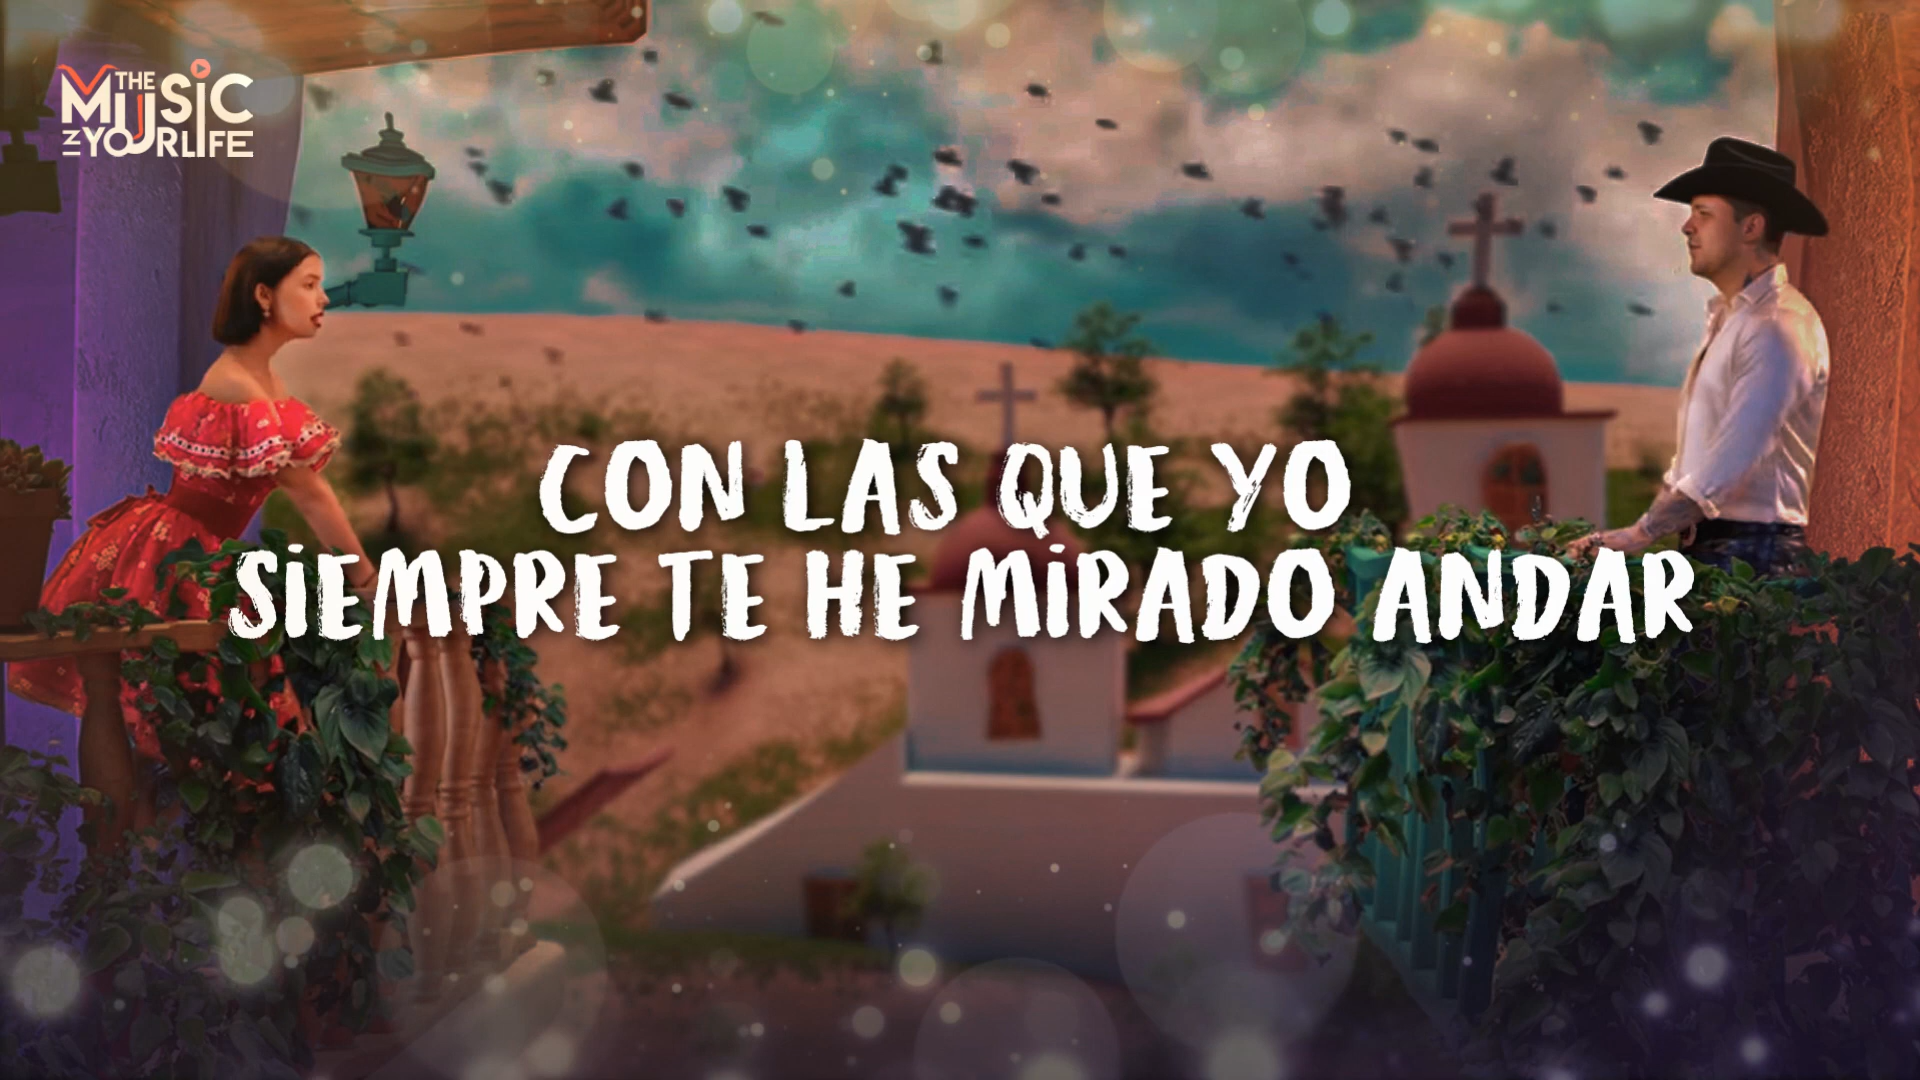 THE
MUSIC
IN YOUR LIFE
CON LAS QUE YO
SIEMPRE TE HE MIRADO ANDAR